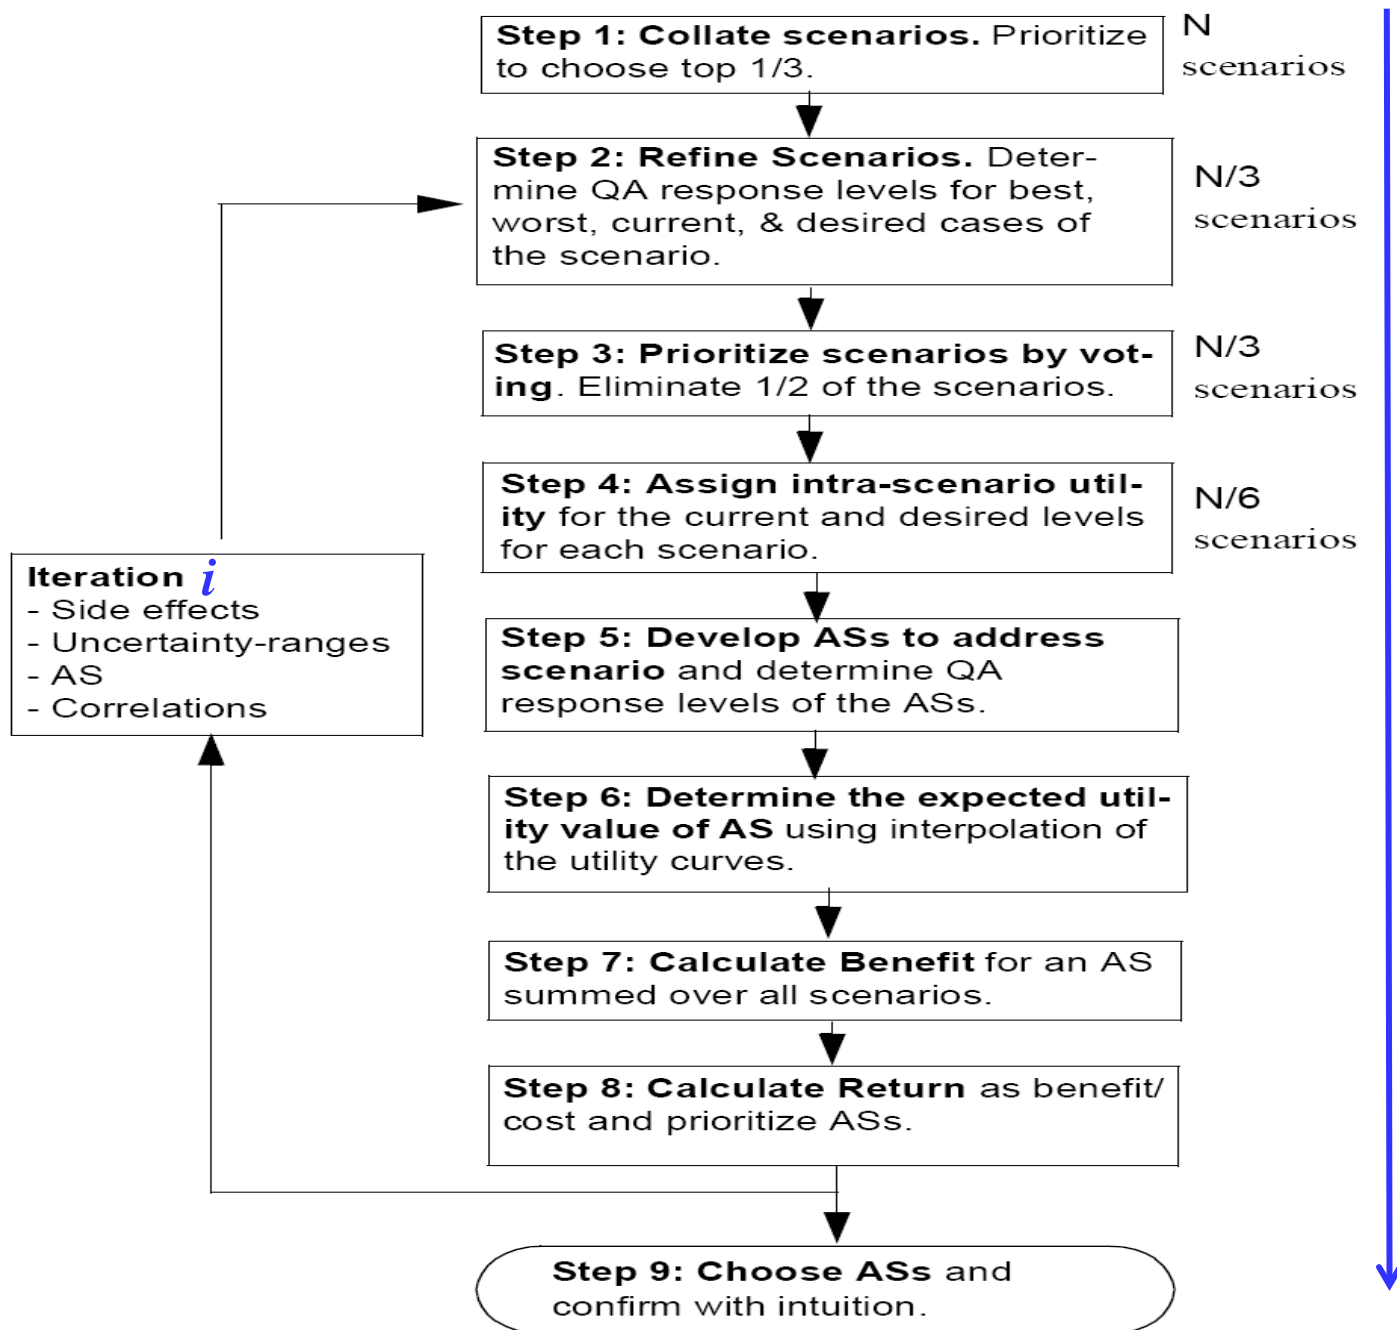 Step 1: Collate scenarios. Prioritize
to choose top 1/3.
N
scenarios
Step 2: Refine Scenarios. Deter-
mine QA response levels for best,
worst, current, & desired cases of
the scenario.
N/3
scenarios
Step 3: Prioritize scenarios by vot-
ing. Eliminate 1/2 of the scenarios.
N/3
scenarios
Step 4: Assign intra-scenario util-
ity for the current and desired levels
for each scenario.
N/6
scenarios
Iteration i
- Side effects
- Uncertainty-ranges
- AS
- Correlations
Step 5: Develop ASs to address
scenario and determine QA
response levels of the ASs.
Step 6: Determine the expected util-
ity value of AS using interpolation of
the utility curves.
Step 7: Calculate Benefit for an AS
summed over all scenarios.
Step 8: Calculate Return as benefit/
cost and prioritize ASs.
Step 9: Choose ASs and
confirm with intuition.